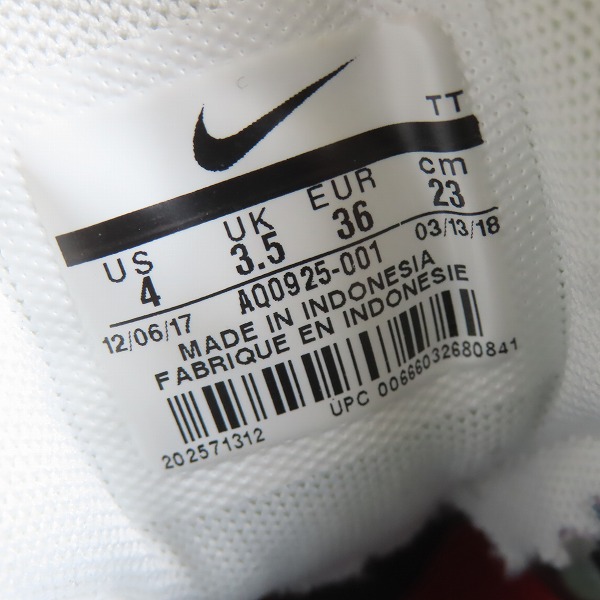 TT
US UK EUR cm
4 3.5 36 23
12/06/17 AQ0925-001 03/13/18
MADE IN INDONESIA
FABRIQUE EN INDONESIE
202571312 UPC 00666032680841